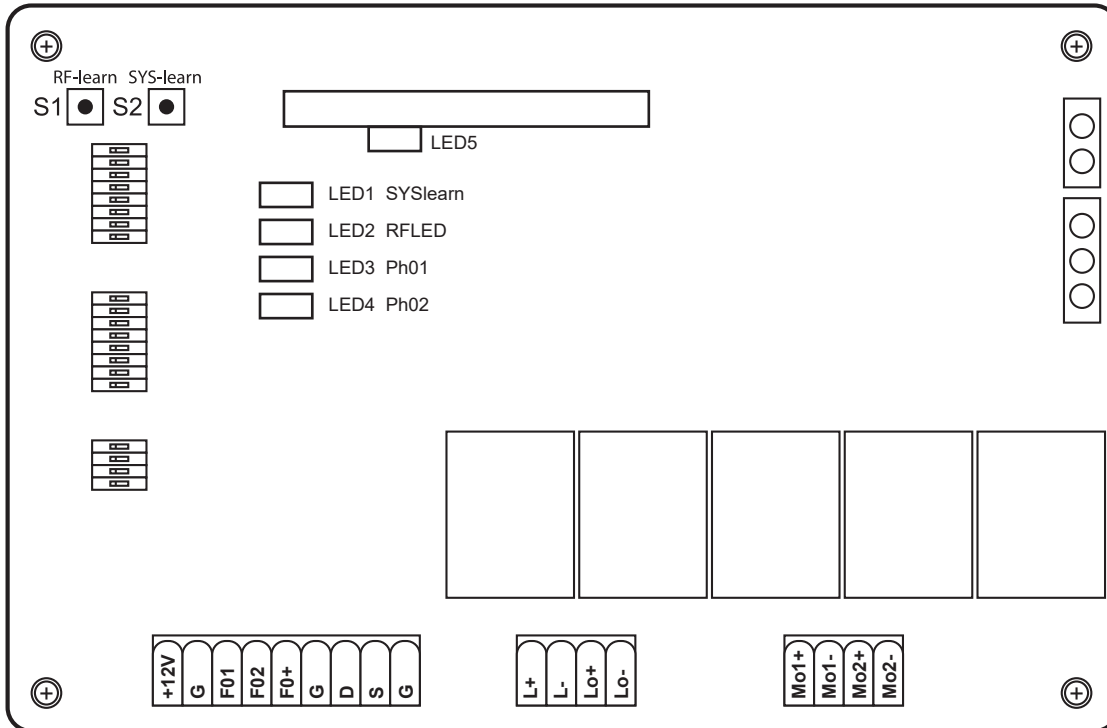 RF-learn SYS-learn
S1 S2
LED5
LED1 SYSlearn
LED2 RFLED
LED3 Ph01
LED4 Ph02
+12V G F01 F02 F0+ G D S G
L+ L- Lo+ Lo-
Mo1+ Mo1- Mo2+ Mo2-